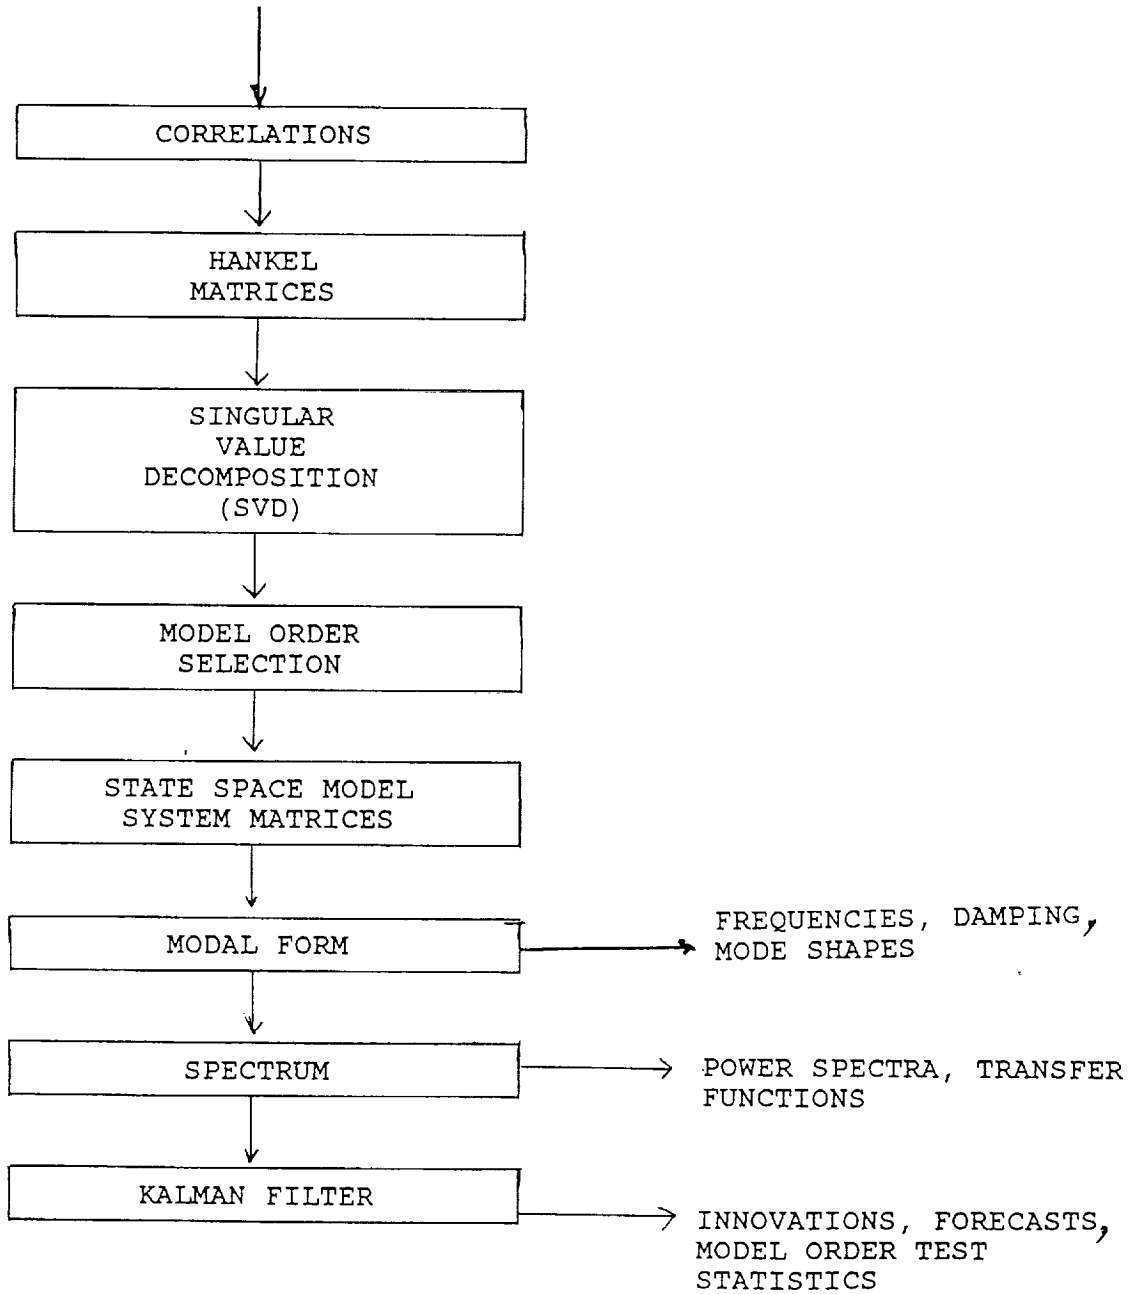 CORRELATIONS
HANKEL
MATRICES
SINGULAR
VALUE
DECOMPOSITION
(SVD)
MODEL ORDER
SELECTION
STATE SPACE MODEL
SYSTEM MATRICES
MODAL FORM
FREQUENCIES, DAMPING,
MODE SHAPES
SPECTRUM
POWER SPECTRA, TRANSFER
FUNCTIONS
KALMAN FILTER
INNOVATIONS, FORECASTS,
MODEL ORDER TEST
STATISTICS